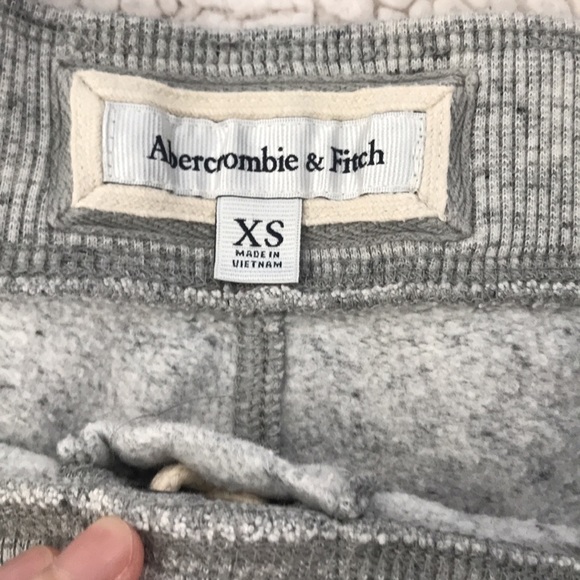 Abercrombie & Fitch
XS
MADE IN
VIETNAM